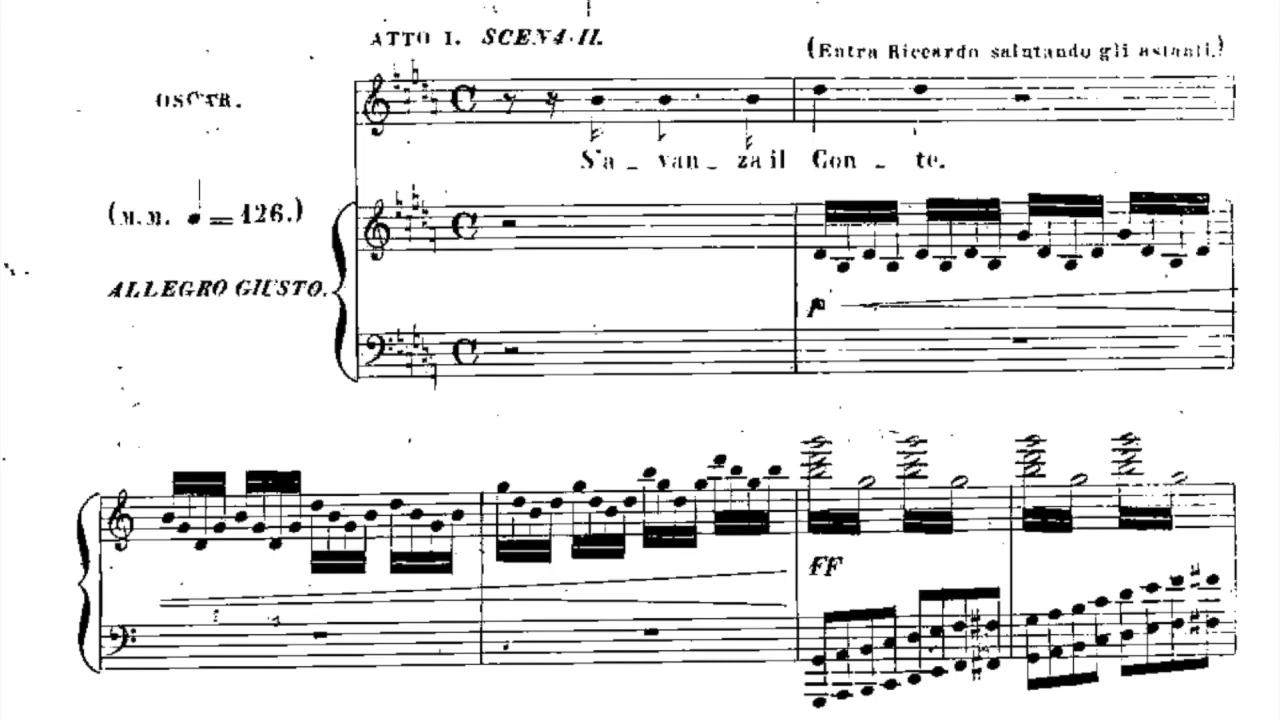 ATTO I. SCENA II.
(Entra Riccardo salutando gli astanti.)
OSCAR.
S'a - van - za il Con - te.
(M.M. ♩ = 126.)
ALLEGRO GIUSTO.
p
FF